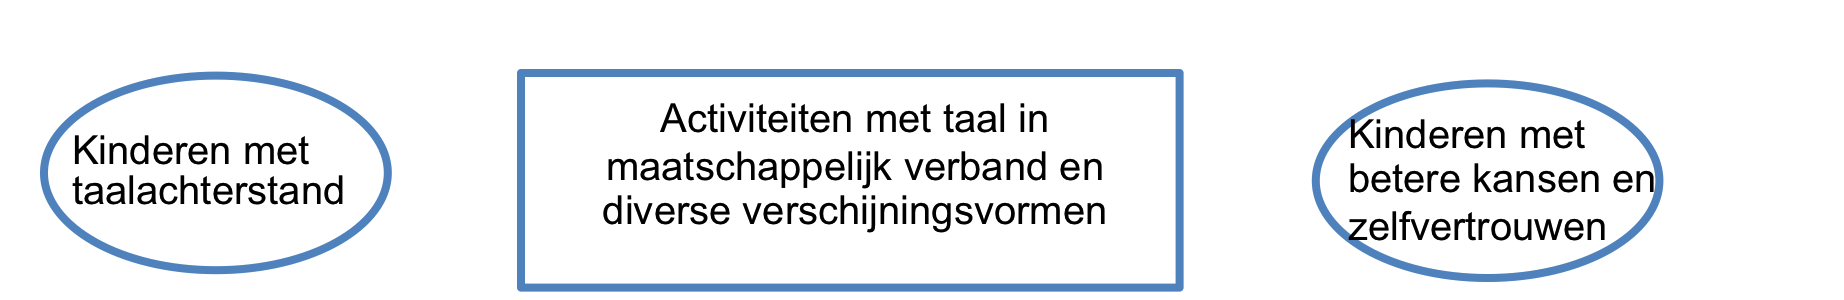 Kinderen met
taalachterstand
Activiteiten met taal in
maatschappelijk verband en
diverse verschijningsvormen
Kinderen met
betere kansen en
zelfvertrouwen